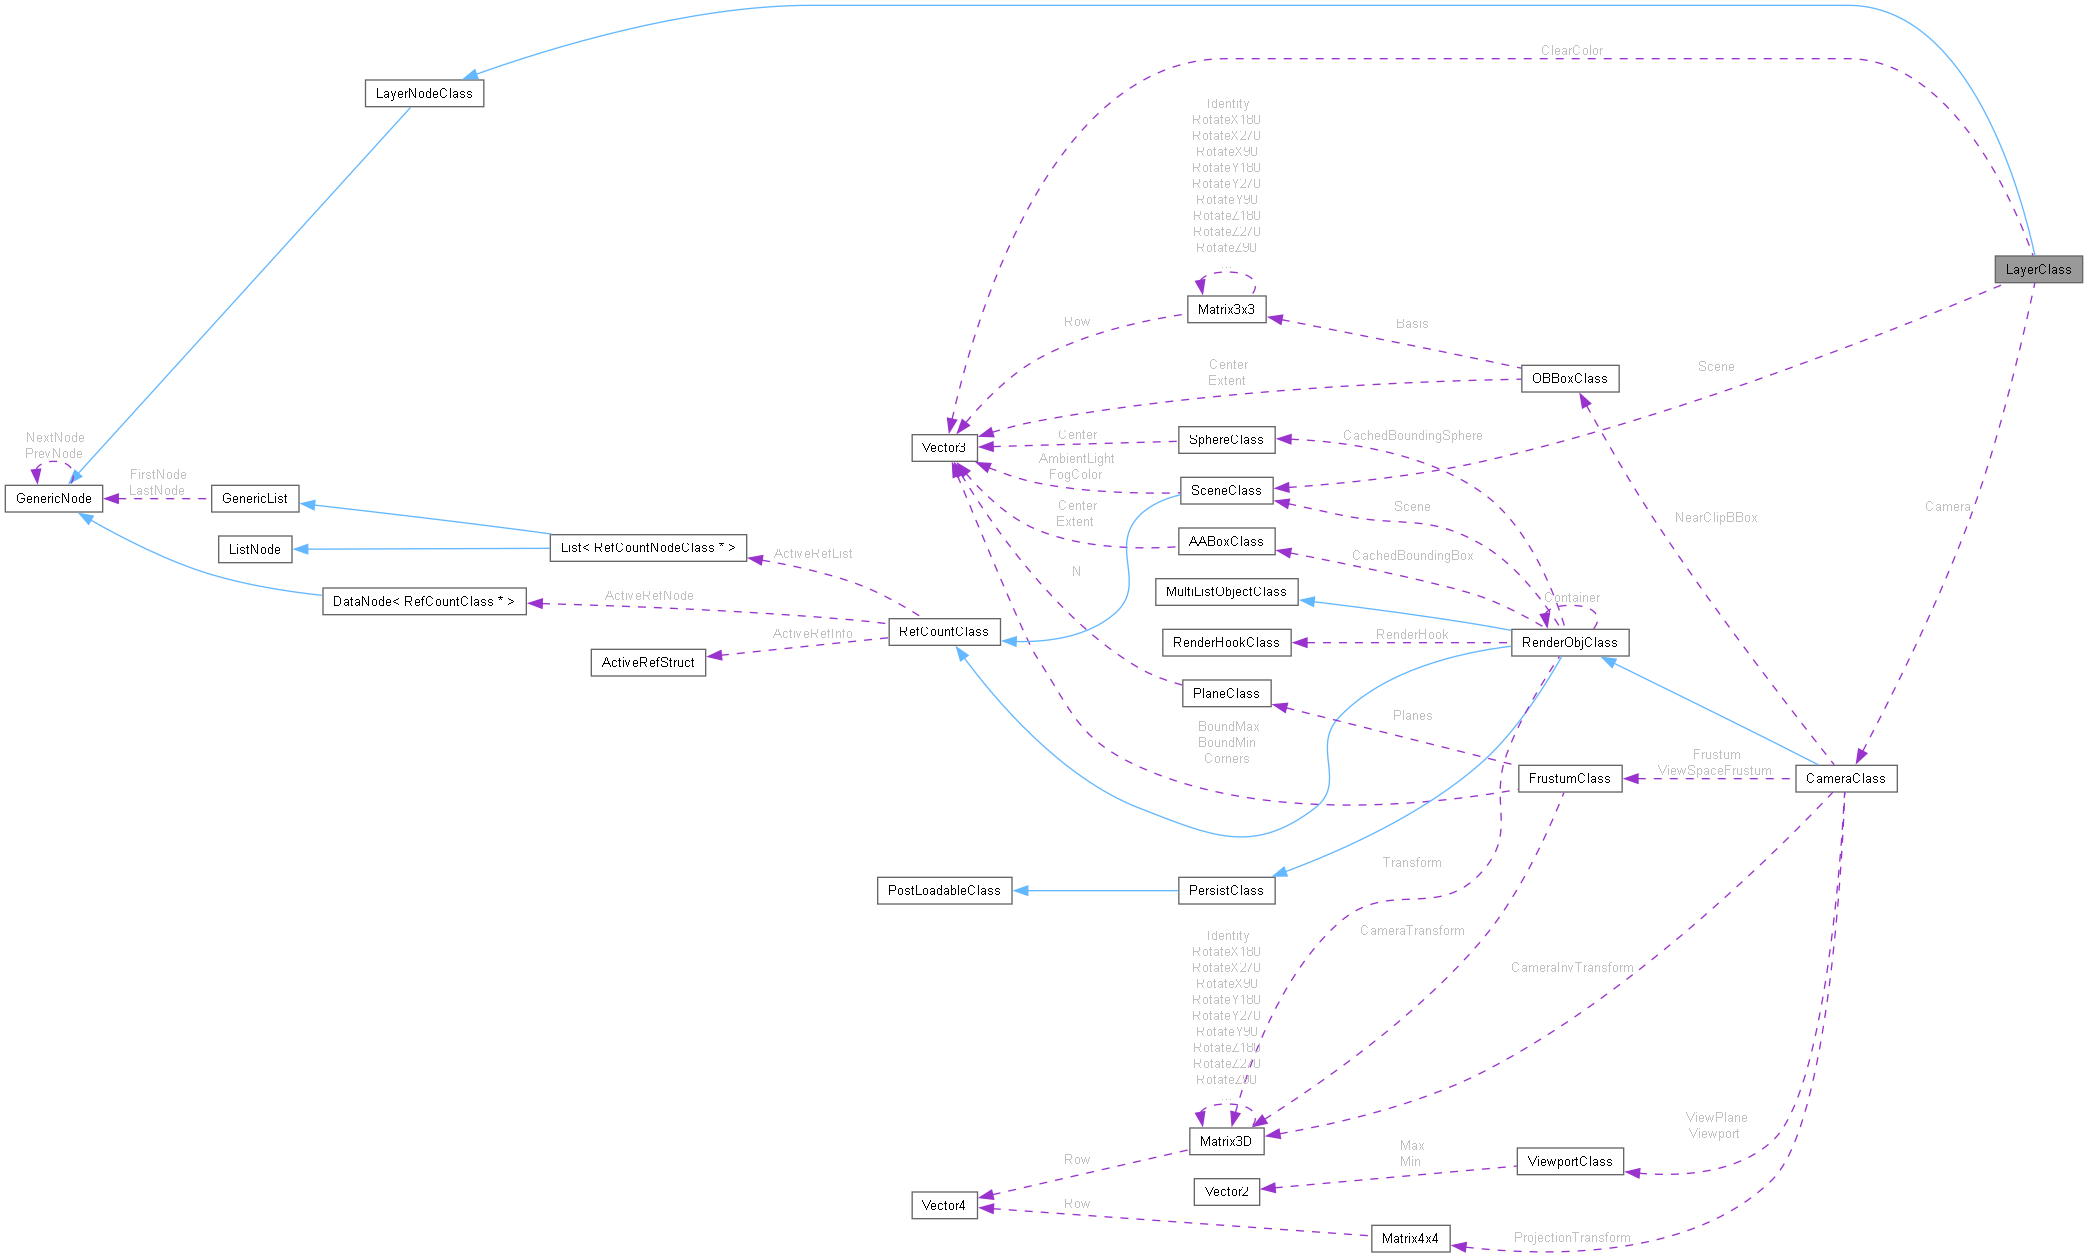 ClearColor
LayerNodeClass
Identity
RotateX180
RotateX270
RotateX90
RotateY180
RotateY270
RotateY90
RotateZ180
RotateZ270
RotateZ90
...
LayerClass
Matrix3x3
Row
Basis
Center
Extent
OBBoxClass
Scene
NextNode
PrevNode
Vector3
Center
SphereClass
CachedBoundingSphere
AmbientLight
FogColor
FirstNode
LastNode
GenericNode
GenericList
SceneClass
Center
Extent
Scene
NearClipBBox
Camera
ListNode
List< RefCountNodeClass * >
ActiveRefList
AABoxClass
CachedBoundingBox
N
DataNode< RefCountClass * >
ActiveRefNode
MultiListObjectClass
Container
RefCountClass
ActiveRefInfo
RenderHookClass
RenderHook
RenderObjClass
ActiveRefStruct
PlaneClass
Planes
BoundMax
BoundMin
Corners
Frustum
ViewSpaceFrustum
FrustumClass
CameraClass
Transform
PostLoadableClass
PersistClass
CameraTransform
Identity
RotateX180
RotateX270
RotateX90
RotateY180
RotateY270
RotateY90
RotateZ180
RotateZ270
RotateZ90
...
CameraInvTransform
Matrix3D
ViewPlane
Viewport
Row
Max
Min
ViewportClass
Vector2
Vector4
Row
Matrix4x4
ProjectionTransform